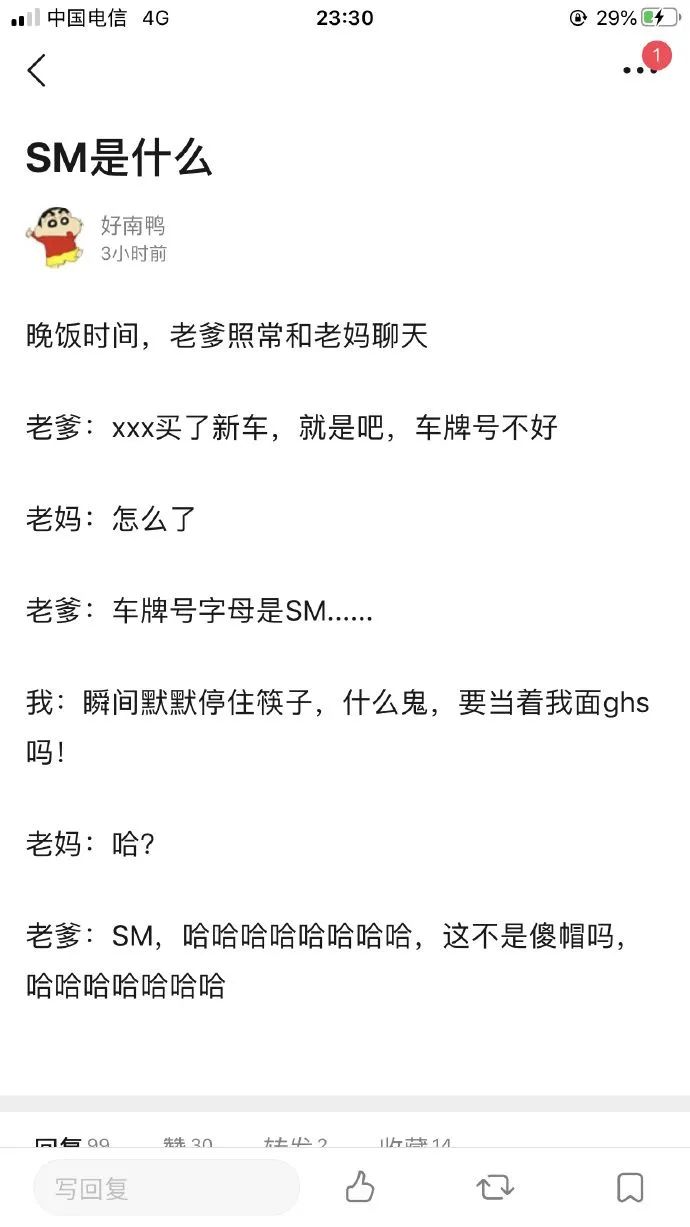 中国电信 4G 23:30 29%
1
SM是什么
好南鸭
3小时前
晚饭时间，老爹照常和老妈聊天
老爹：xxx买了新车，就是吧，车牌号不好
老妈：怎么了
老爹：车牌号字母是SM......
我：瞬间默默停住筷子，什么鬼，要当着我面ghs
吗！
老妈：哈？
老爹：SM，哈哈哈哈哈哈哈哈，这不是傻帽吗，
哈哈哈哈哈哈哈
回复 99 赞 30 转发 2 收藏 14
写回复